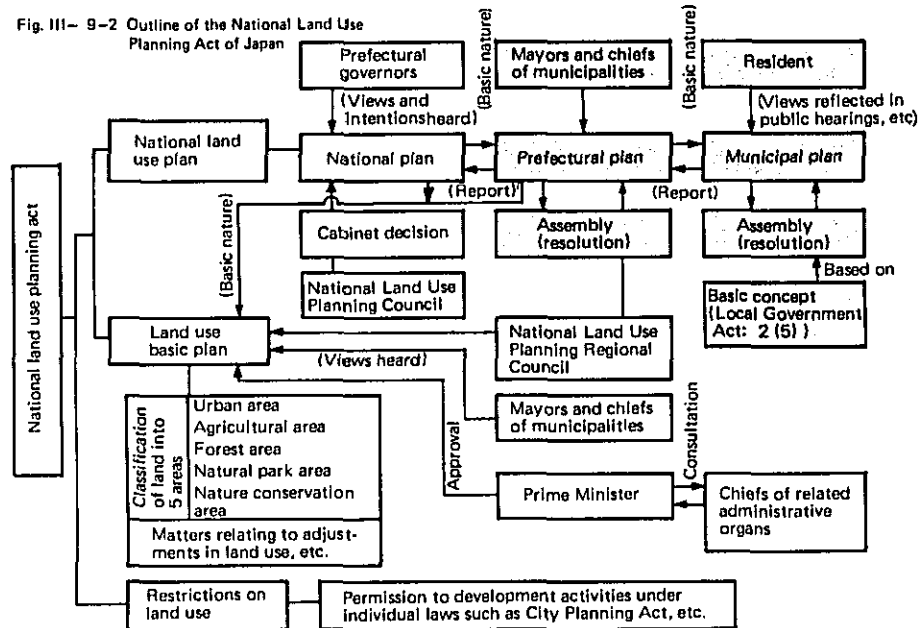 Fig. III- 9-2 Outline of the National Land Use
Planning Act of Japan
Prefectural
governors
(Basic nature)
Mayors and chiefs
of municipalities
(Basic nature)
Resident
(Views and
Intentionsheard)
(Views reflected in
public hearings, etc)
National land
use plan
National plan
Prefectural plan
Municipal plan
(Report)
(Report)
(Basic nature)
Cabinet decision
Assembly
(resolution)
Assembly
(resolution)
National Land Use
Planning Council
Based on
Basic concept
(Local Government
Act: 2 (5) )
National land use planning act
Land use
basic plan
(Views heard)
National Land Use
Planning Regional
Council
Mayors and chiefs
of municipalities
Classification
of land into
5 areas
Urban area
Agricultural area
Forest area
Natural park area
Nature conservation
area
Matters relating to adjust-
ments in land use, etc.
Approval
Prime Minister
Consultation
Chiefs of related
administrative
organs
Restrictions on
land use
Permission to development activities under
individual laws such as City Planning Act, etc.